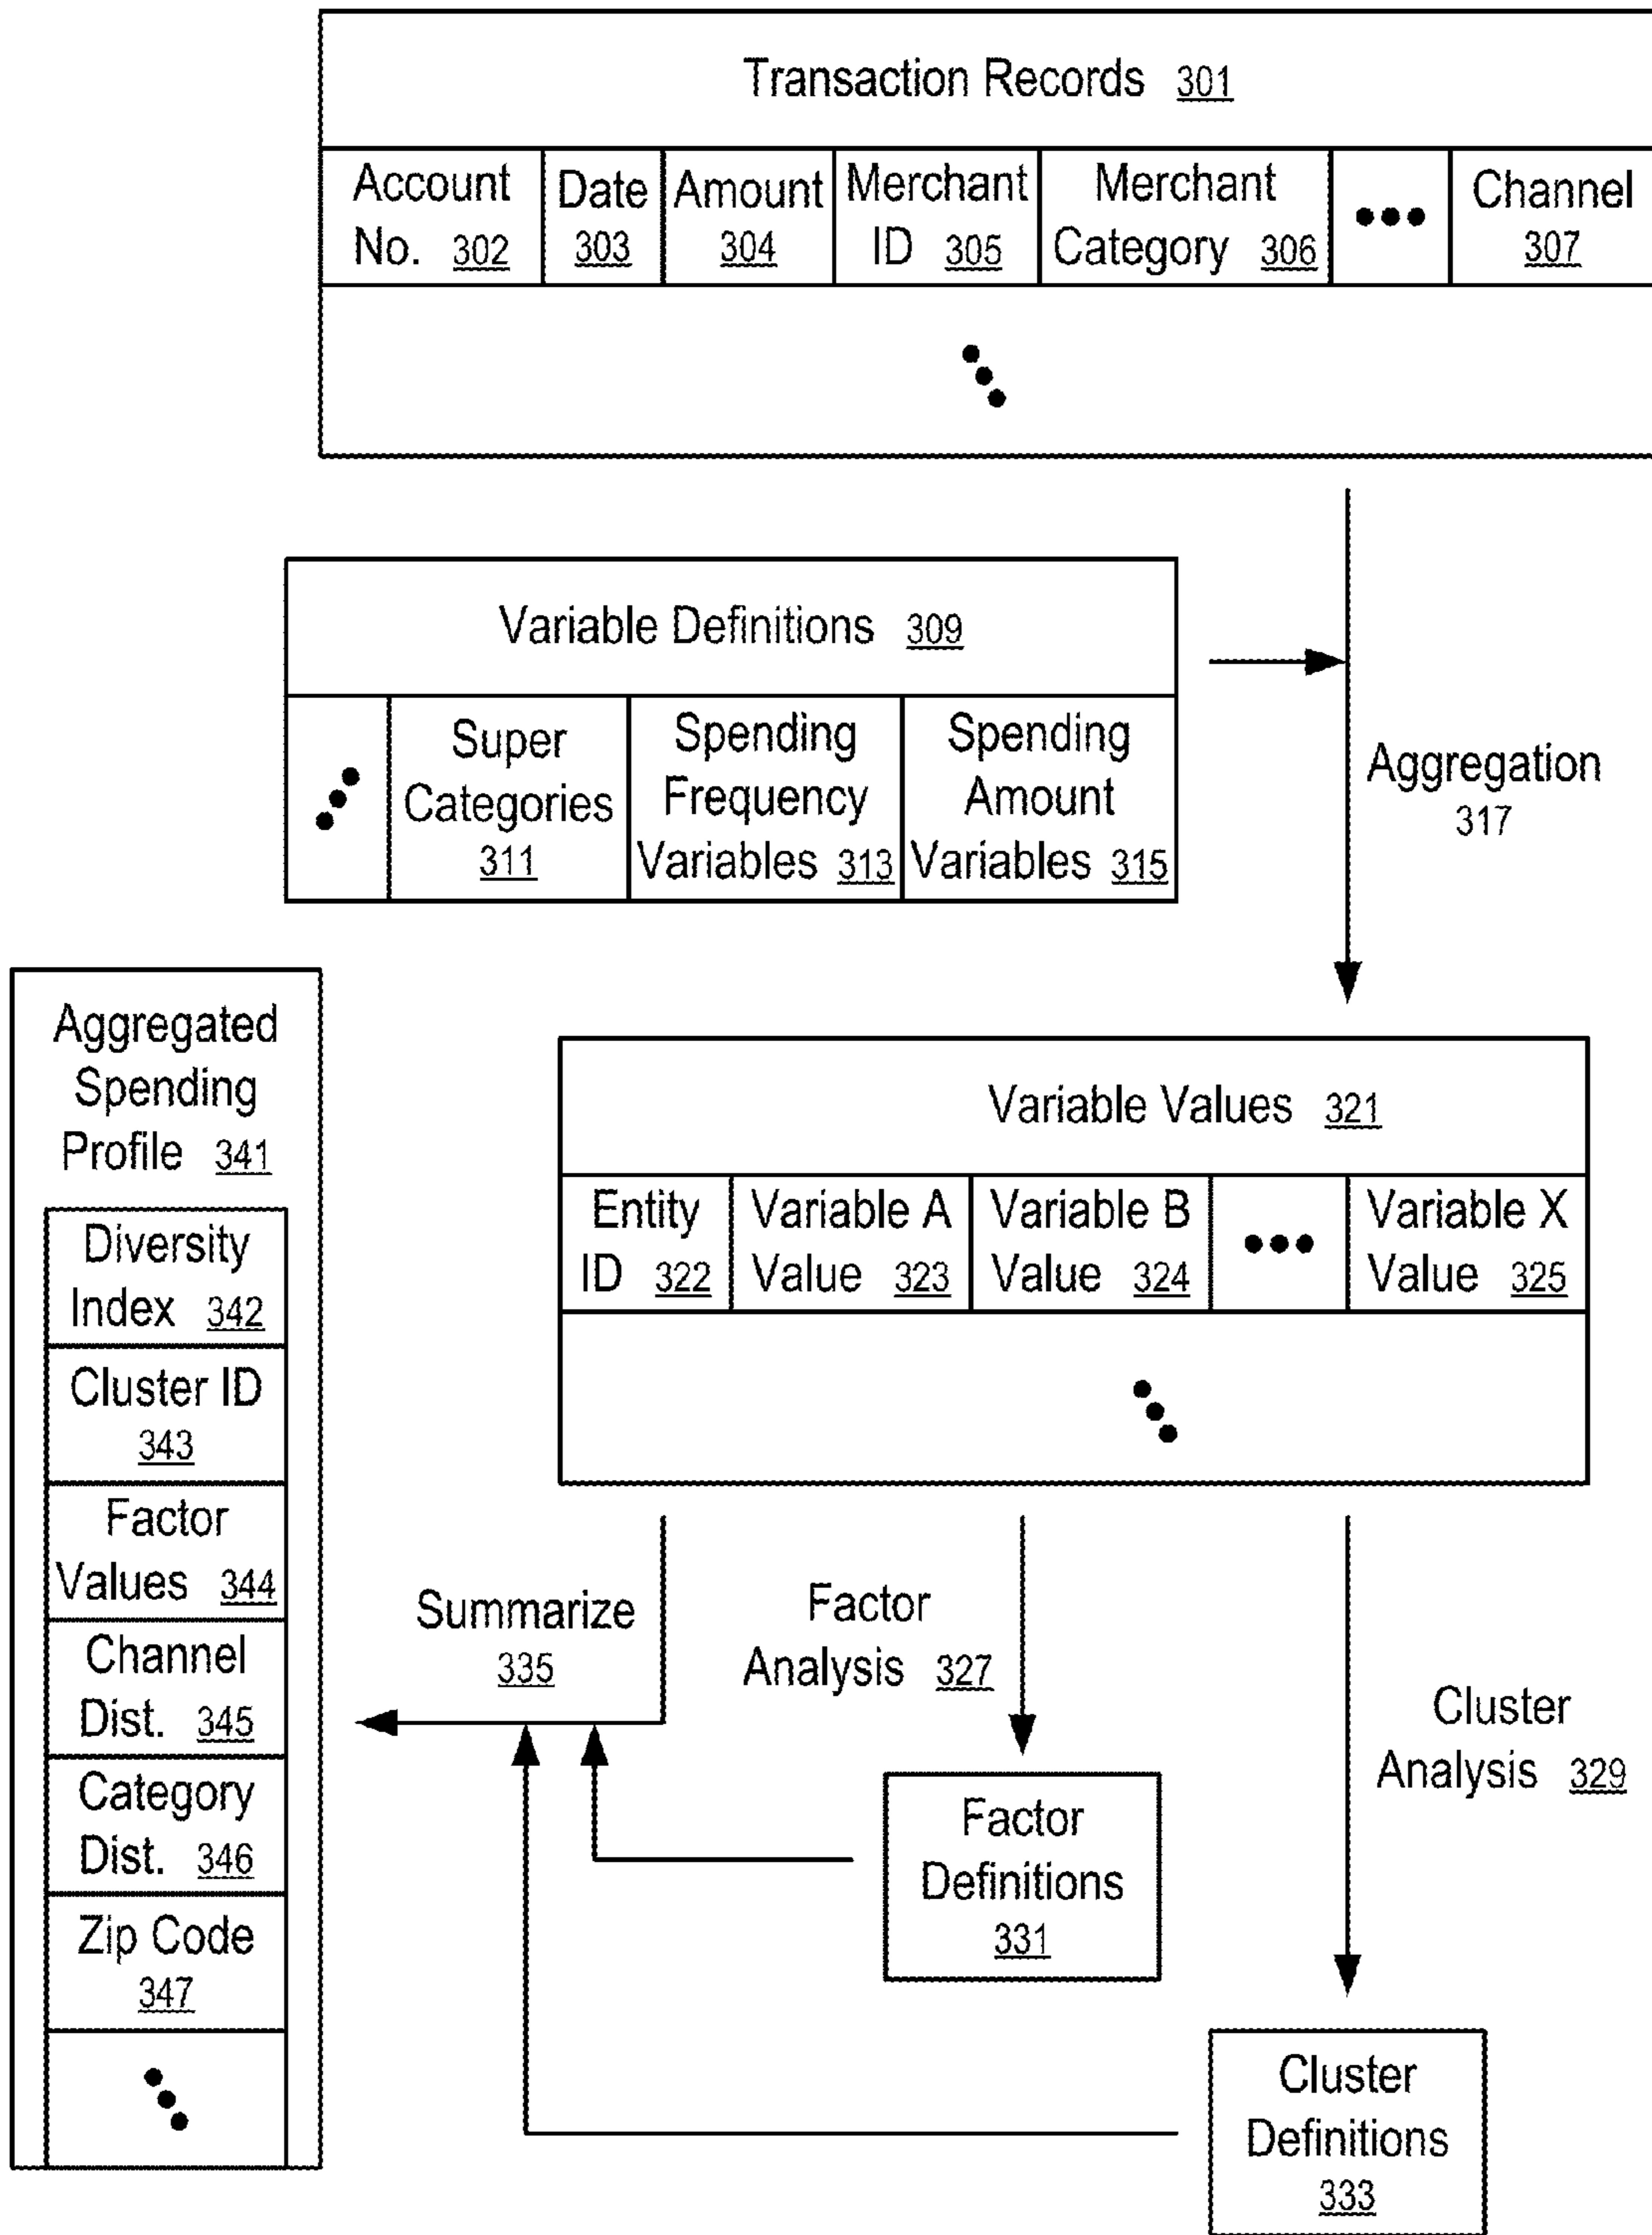 Transaction Records 301
Account No. 302
Date 303
Amount 304
Merchant ID 305
Merchant Category 306
•••
Channel 307
Variable Definitions 309
Super Categories 311
Spending Frequency Variables 313
Spending Amount Variables 315
Aggregation 317
Aggregated Spending Profile 341
Diversity Index 342
Cluster ID 343
Factor Values 344
Channel Dist. 345
Category Dist. 346
Zip Code 347
Variable Values 321
Entity ID 322
Variable A Value 323
Variable B Value 324
•••
Variable X Value 325
Summarize 335
Factor Analysis 327
Cluster Analysis 329
Factor Definitions 331
Cluster Definitions 333